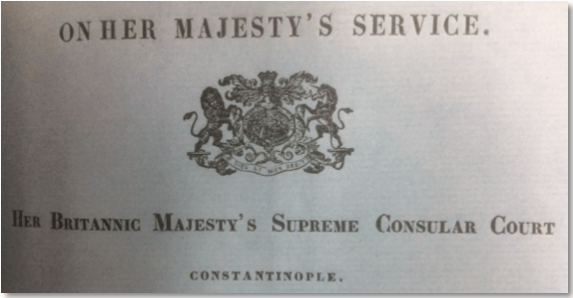 ON HER MAJESTY'S SERVICE.
HER BRITANNIC MAJESTY'S SUPREME CONSULAR COURT
CONSTANTINOPLE.